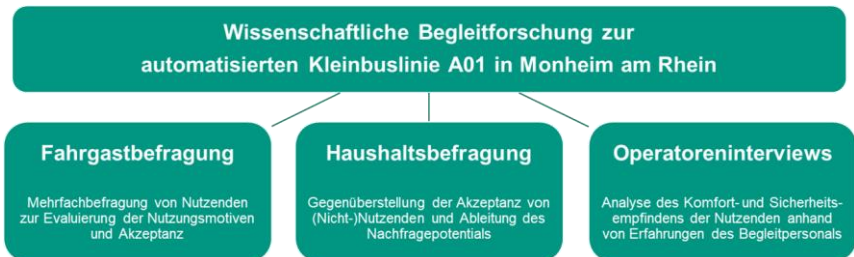 Wissenschaftliche Begleitforschung zur
automatisierten Kleinbuslinie A01 in Monheim am Rhein
Fahrgastbefragung
Mehrfachbefragung von Nutzenden
zur Evaluierung der Nutzungsmotiven
und Akzeptanz
Haushaltsbefragung
Gegenüberstellung der Akzeptanz von
(Nicht-)Nutzenden und Ableitung des
Nachfragepotentials
Operatoreninterviews
Analyse des Komfort- und Sicherheits-
empfindens der Nutzenden anhand
von Erfahrungen des Begleitpersonals